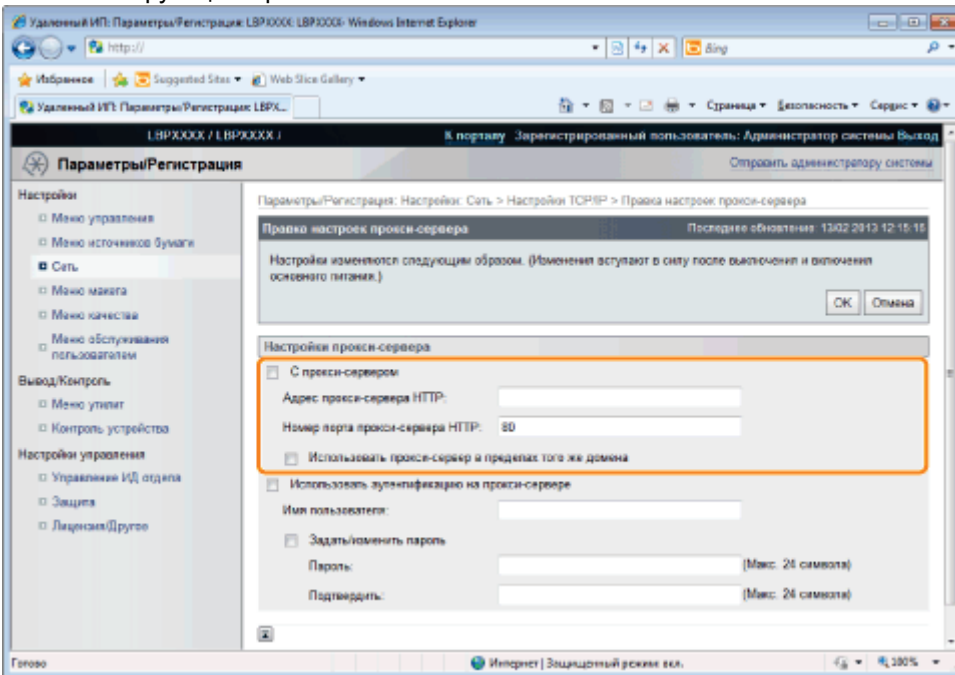 Удаленный ИП: Параметры/Регистрация: LBPXXXX: LBPXXXX - Windows Internet Explorer
http://
Bing
Избранное Suggested Sites Web Slice Gallery
Удаленный ИП: Параметры/Регистрация: LBPX...
Страница Безопасность Сервис
LBPXXXX / LBPXXXX /
К порталу Зарегистрированный пользователь: Администратор системы Выход
Параметры/Регистрация
Отправить администратору системы
Настройки
Меню управления
Меню источников бумаги
Сеть
Меню макета
Меню качества
Меню обслуживания
пользователем
Вывод/Контроль
Меню утилит
Контроль устройства
Настройки управления
Управление ИД отдела
Защита
Лицензия/Другое
Параметры/Регистрация: Настройки: Сеть > Настройки TCP/IP > Правка настроек прокси-сервера
Правка настроек прокси-сервера
Последнее обновление: 13/02 2013 12:15:15
Настройки изменяются следующим образом. (Изменения вступают в силу после выключения и включения
основного питания.)
OK Отмена
Настройки прокси-сервера
С прокси-сервером
Адрес прокси-сервера HTTP:
Номер порта прокси-сервера HTTP: 80
Использовать прокси-сервер в пределах того же домена
Использовать аутентификацию на прокси-сервере
Имя пользователя:
Задать/изменить пароль
Пароль: (Макс. 24 символа)
Подтвердить: (Макс. 24 символа)
Готово
Интернет | Защищенный режим: вкл.
100%